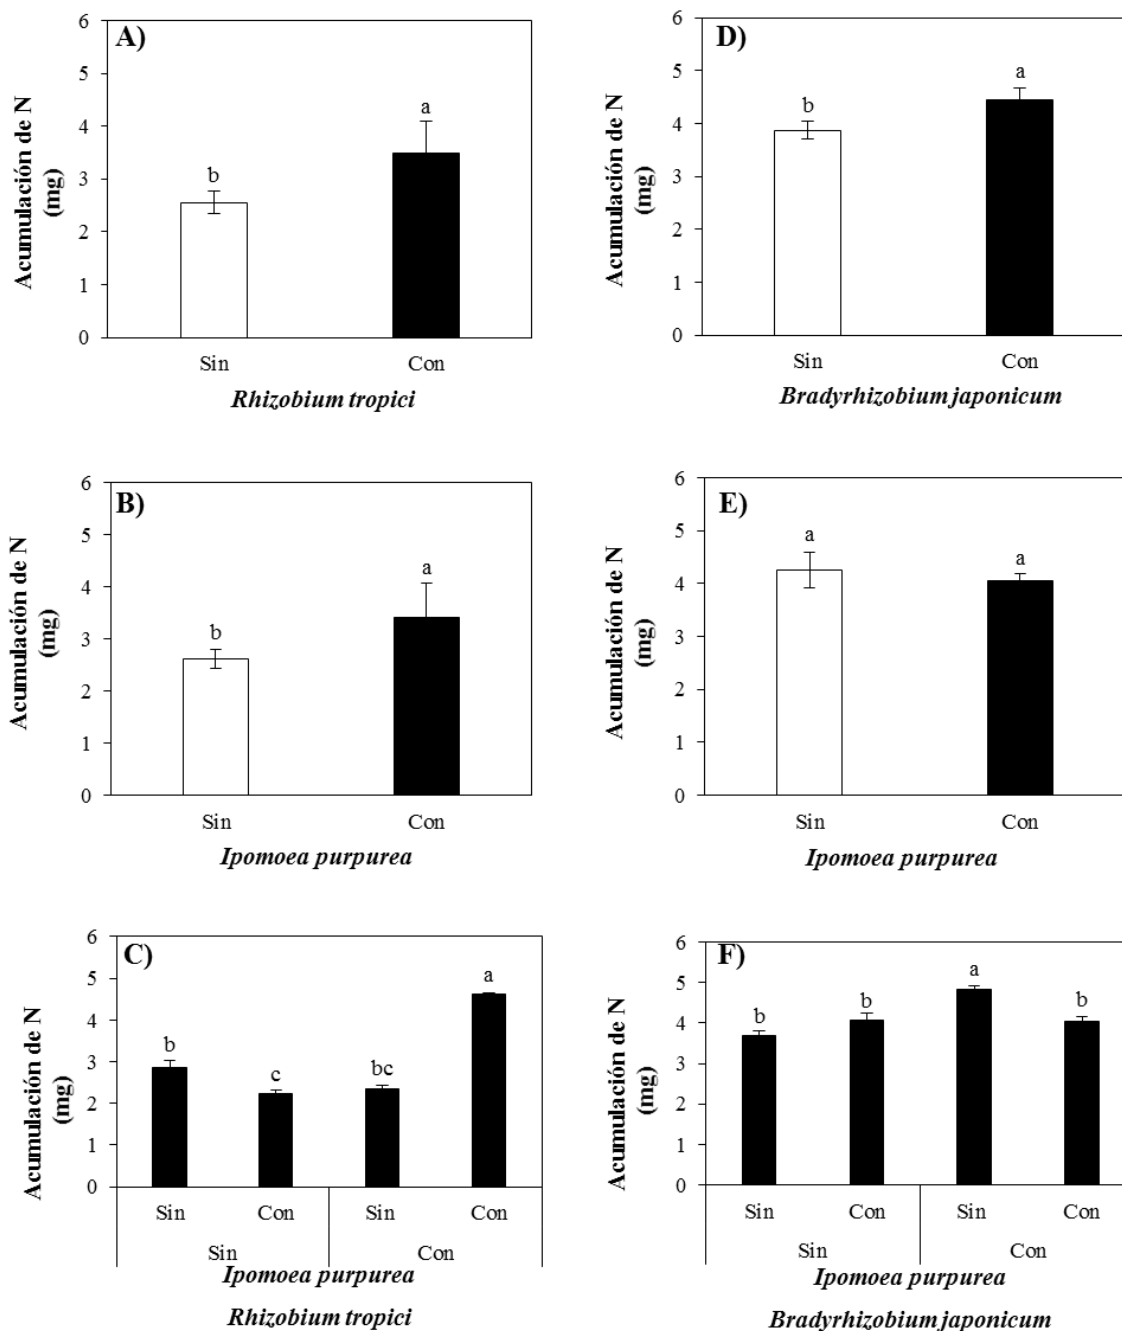 A)
6
5
4
3
2
1
0
Acumulación de N
(mg)
b
a
Sin Con
Rhizobium tropici
D)
6
5
4
3
2
1
0
Acumulación de N
(mg)
b
a
Sin Con
Bradyrhizobium japonicum
B)
6
5
4
3
2
1
0
Acumulación de N
(mg)
b
a
Sin Con
Ipomoea purpurea
E)
6
5
4
3
2
1
0
Acumulación de N
(mg)
a
a
Sin Con
Ipomoea purpurea
C)
6
5
4
3
2
1
0
Acumulación de N
(mg)
b
c
bc
a
Sin Con Sin Con
Sin Con
Ipomoea purpurea
Rhizobium tropici
F)
6
5
4
3
2
1
0
Acumulación de N
(mg)
b
b
a
b
Sin Con Sin Con
Sin Con
Ipomoea purpurea
Bradyrhizobium japonicum